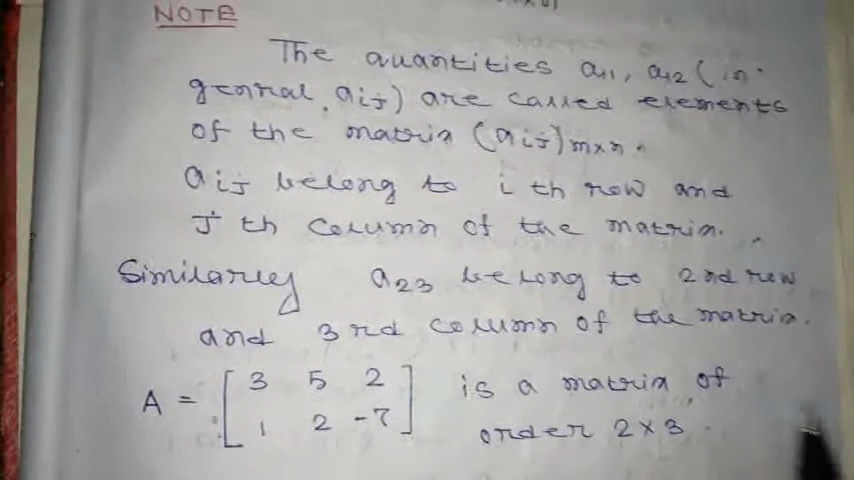 NOTE
The quantities a₁₁, a₁₂ (in
general, aij) are called elements
of the matrix (aij)m×n.
aij belong to i th row and
j th column of the matrix.
Similarly a₂₃ belong to 2nd row
and 3rd column of the matrix.
A = [ 3 5 2 ] is a matrix of
[ 1 2 -7 ] order 2×3